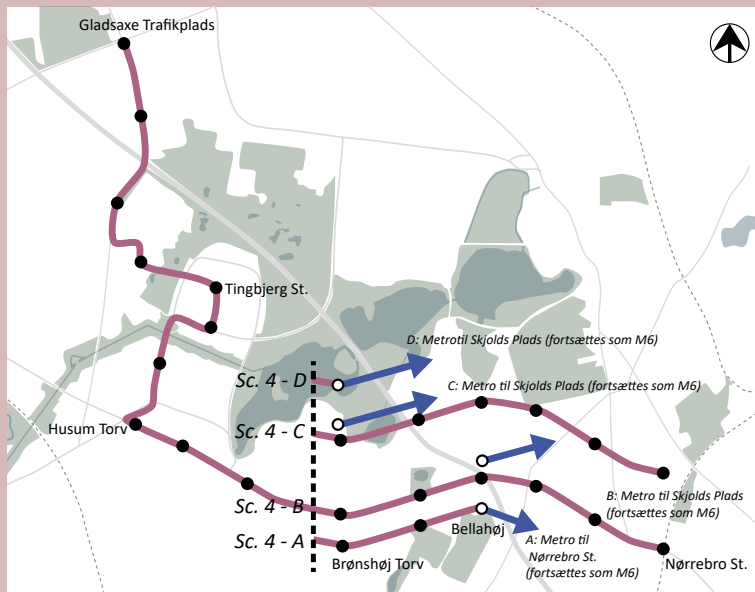 Gladsaxe Trafikplads
Tingbjerg St.
D: Metrotil Skjolds Plads (fortsættes som M6)
Sc. 4 - D
C: Metro til Skjolds Plads (fortsættes som M6)
Husum Torv
Sc. 4 - C
Sc. 4 - B
B: Metro til Skjolds Plads
(fortsættes som M6)
Sc. 4 - A
Bellahøj
Brønshøj Torv
A: Metro til
Nørrebro St.
(fortsættes som M6)
Nørrebro St.